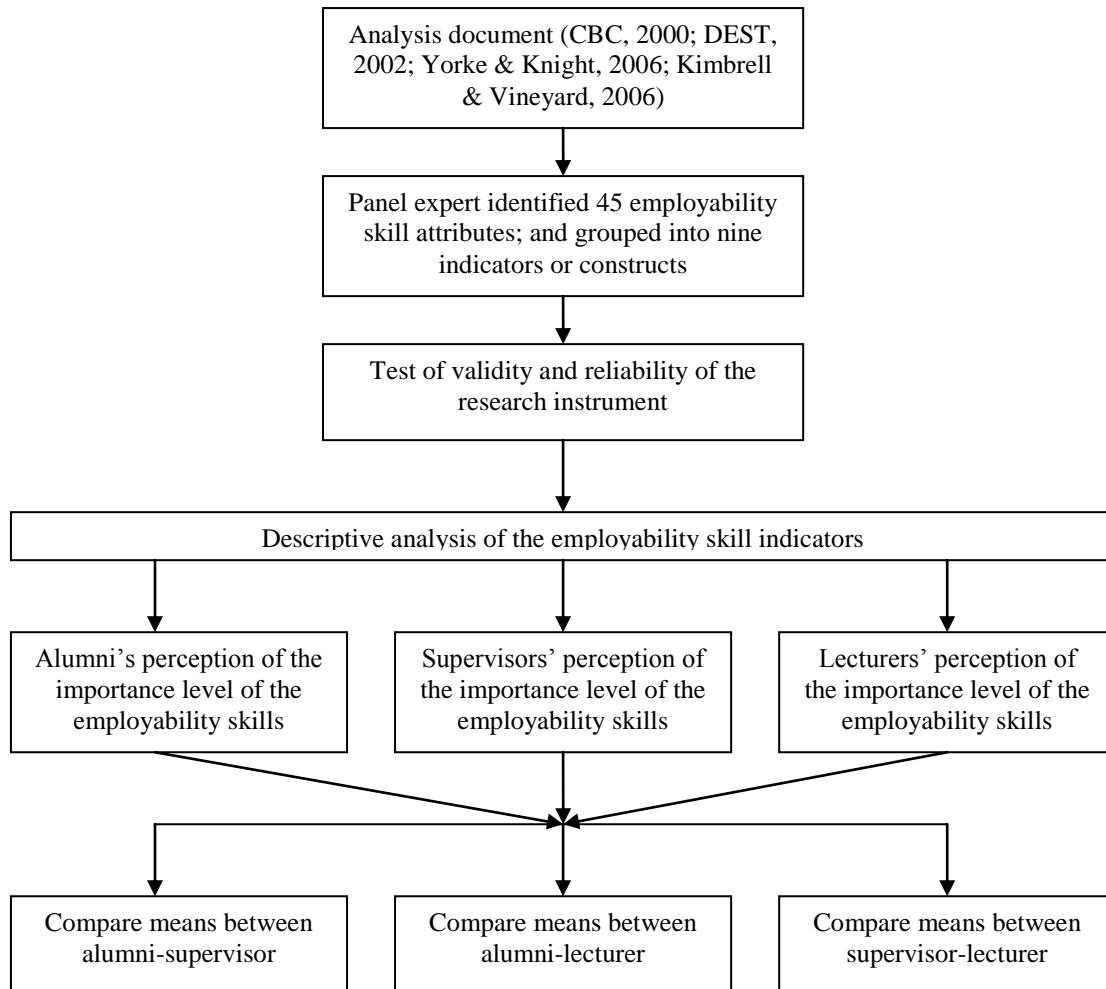 Analysis document (CBC, 2000; DEST,
2002; Yorke & Knight, 2006; Kimbrell
& Vineyard, 2006)
Panel expert identified 45 employability
skill attributes; and grouped into nine
indicators or constructs
Test of validity and reliability of the
research instrument
Descriptive analysis of the employability skill indicators
Alumni’s perception of the
importance level of the
employability skills
Supervisors’ perception of
the importance level of the
employability skills
Lecturers’ perception of
the importance level of the
employability skills
Compare means between
alumni-supervisor
Compare means between
alumni-lecturer
Compare means between
supervisor-lecturer